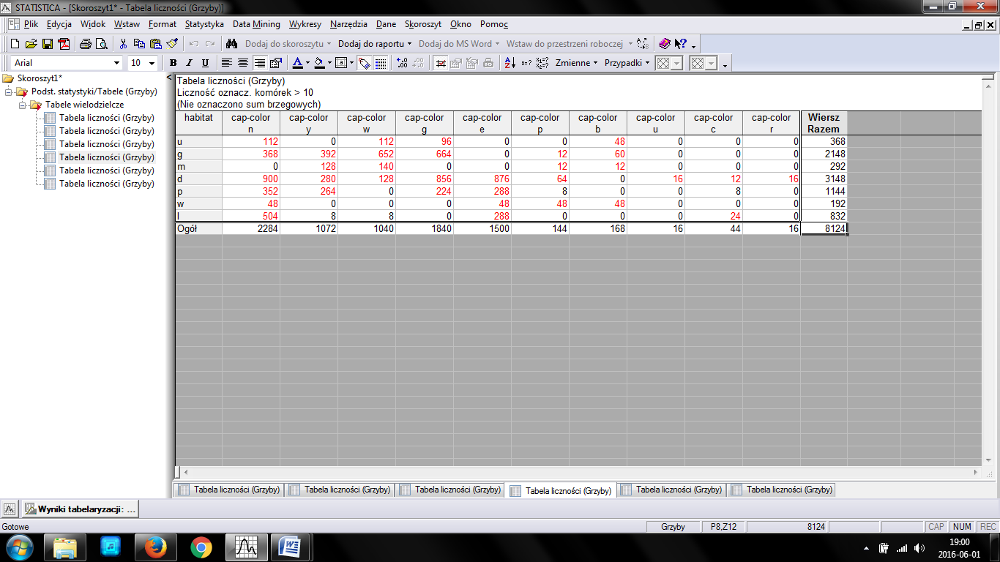 STATISTICA - [Skoroszyt1* - Tabela liczności (Grzyby)]
Plik Edycja Widok Wstaw Format Statystyka Data Mining Wykresy Narzędzia Dane Skoroszyt Okno Pomoc
Dodaj do skoroszytu Dodaj do raportu Dodaj do MS Word Wstaw do przestrzeni roboczej
Arial 10 B I U Zmienne Przypadki
Skoroszyt1*
Podst. statystyki/Tabele (Grzyby)
Tabele wielodzielcze
Tabela liczności (Grzyby)
Tabela liczności (Grzyby)
Tabela liczności (Grzyby)
Tabela liczności (Grzyby)
Tabela liczności (Grzyby)
Tabela liczności (Grzyby)
Tabela liczności (Grzyby)
Liczność oznacz. komórek > 10
(Nie oznaczono sum brzegowych)
habitat cap-color cap-color cap-color cap-color cap-color cap-color cap-color cap-color cap-color cap-color Wiersz
n y w g e p b u c r Razem
u 112 0 112 96 0 0 48 0 0 0 368
g 368 392 652 664 0 12 60 0 0 0 2148
m 0 128 140 0 0 12 12 0 0 0 292
d 900 280 128 856 876 64 0 16 12 16 3148
p 352 264 0 224 288 8 0 0 8 0 1144
w 48 0 0 0 48 48 48 0 0 0 192
l 504 8 8 0 288 0 0 0 24 0 832
Ogół 2284 1072 1040 1840 1500 144 168 16 44 16 8124
Tabela liczności (Grzyby) Tabela liczności (Grzyby) Tabela liczności (Grzyby) Tabela liczności (Grzyby) Tabela liczności (Grzyby) Tabela liczności (Grzyby)
Wyniki tabelaryzacji: ...
Gotowe Grzyby P8,Z12 8124 CAP NUM REC
19:00
2016-06-01